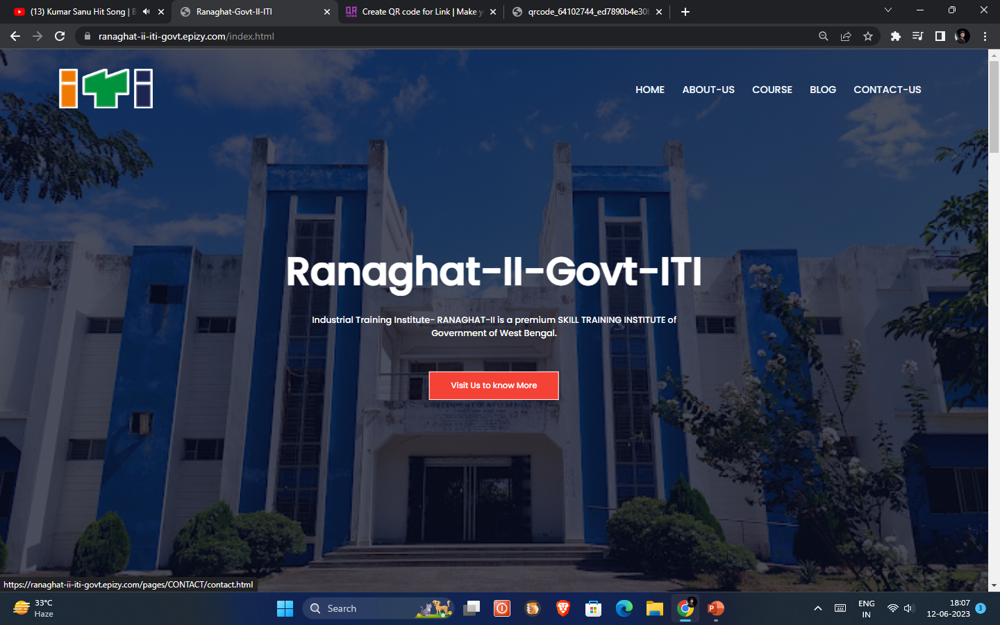 (13) Kumar Sanu Hit Song |
Ranaghat-Govt-II-ITI
QR
CODE
Create QR code for Link | Make
qrcode_64102744_ed7890b4e30
ranaghat-ii-iti-govt.epizy.com/index.html
iTi
HOME
ABOUT-US
COURSE
BLOG
CONTACT-US
Ranaghat-II-Govt-ITI
Industrial Training Institute- RANAGHAT-II is a premium SKILL TRAINING INSTITUTE of
Government of West Bengal.
Visit Us to know More
https://ranaghat-ii-iti-govt.epizy.com/pages/CONTACT/contact.html
33°C
Haze
Search
P
ENG
IN
18:07
12-06-2023
3